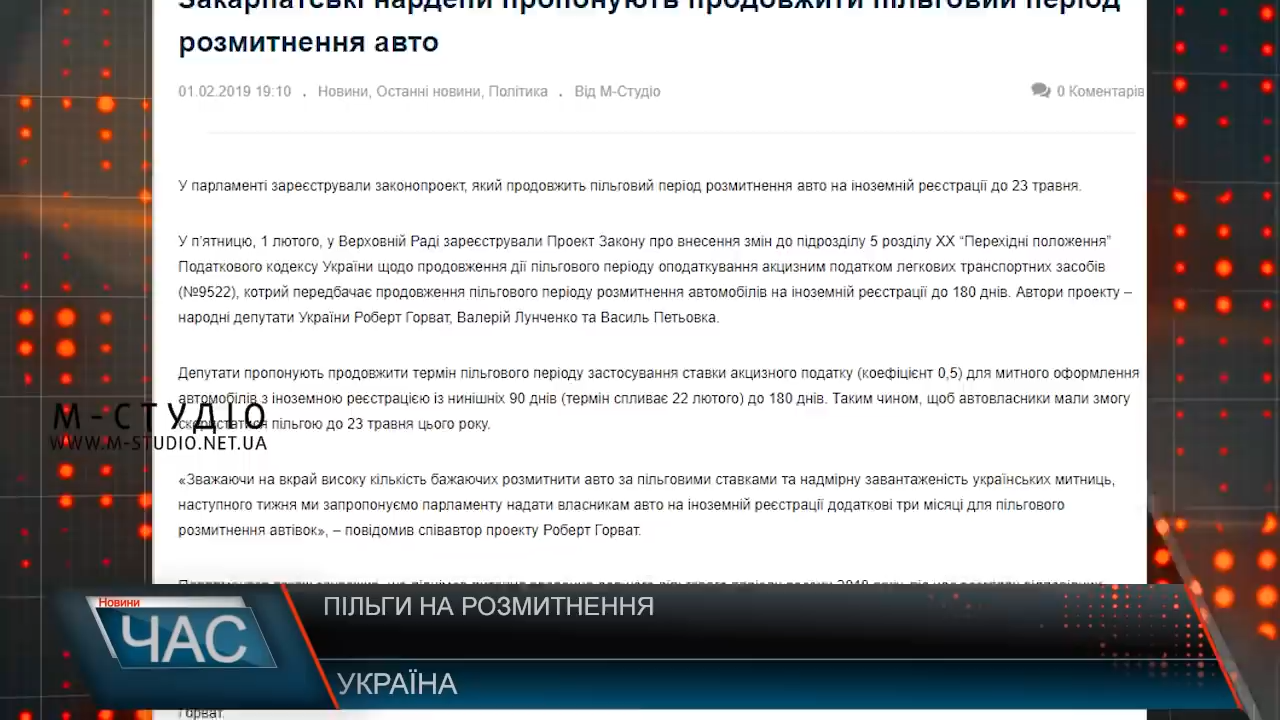 Закарпатські нардепи пропонують продовжити пільговий період
розмитнення авто
01.02.2019 19:10 . Новини, Останні новини, Політика . Від М-Студіо
0 Коментарів
У парламенті зареєстрували законопроект, який продовжить пільговий період розмитнення авто на іноземній реєстрації до 23 травня.
У п'ятницю, 1 лютого, у Верховній Раді зареєстрували Проект Закону про внесення змін до підрозділу 5 розділу XX "Перехідні положення"
Податкового кодексу України щодо продовження дії пільгового періоду оподаткування акцизним податком легкових транспортних засобів
(№9522), котрий передбачає продовження пільгового періоду розмитнення автомобілів на іноземній реєстрації до 180 днів. Автори проекту –
народні депутати України Роберт Горват, Валерій Лунченко та Василь Петьовка.
Депутати пропонують продовжити термін пільгового періоду застосування ставки акцизного податку (коефіцієнт 0,5) для митного оформлення
автомобілів з іноземною реєстрацією із нинішніх 90 днів (термін спливає 22 лютого) до 180 днів. Таким чином, щоб автовласники мали змогу
скористатися пільгою до 23 травня цього року.
М-СТУДІО
WWW.M-STUDIO.NET.UA
«Зважаючи на вкрай високу кількість бажаючих розмитнити авто за пільговими ставками та надмірну завантаженість українських митниць,
наступного тижня ми запропонуємо парламенту надати власникам авто на іноземній реєстрації додаткові три місяці для пільгового
розмитнення автівок», – повідомив співавтор проекту Роберт Горват.
Новини
ЧАС
ПІЛЬГИ НА РОЗМИТНЕННЯ
УКРАЇНА
Горват.